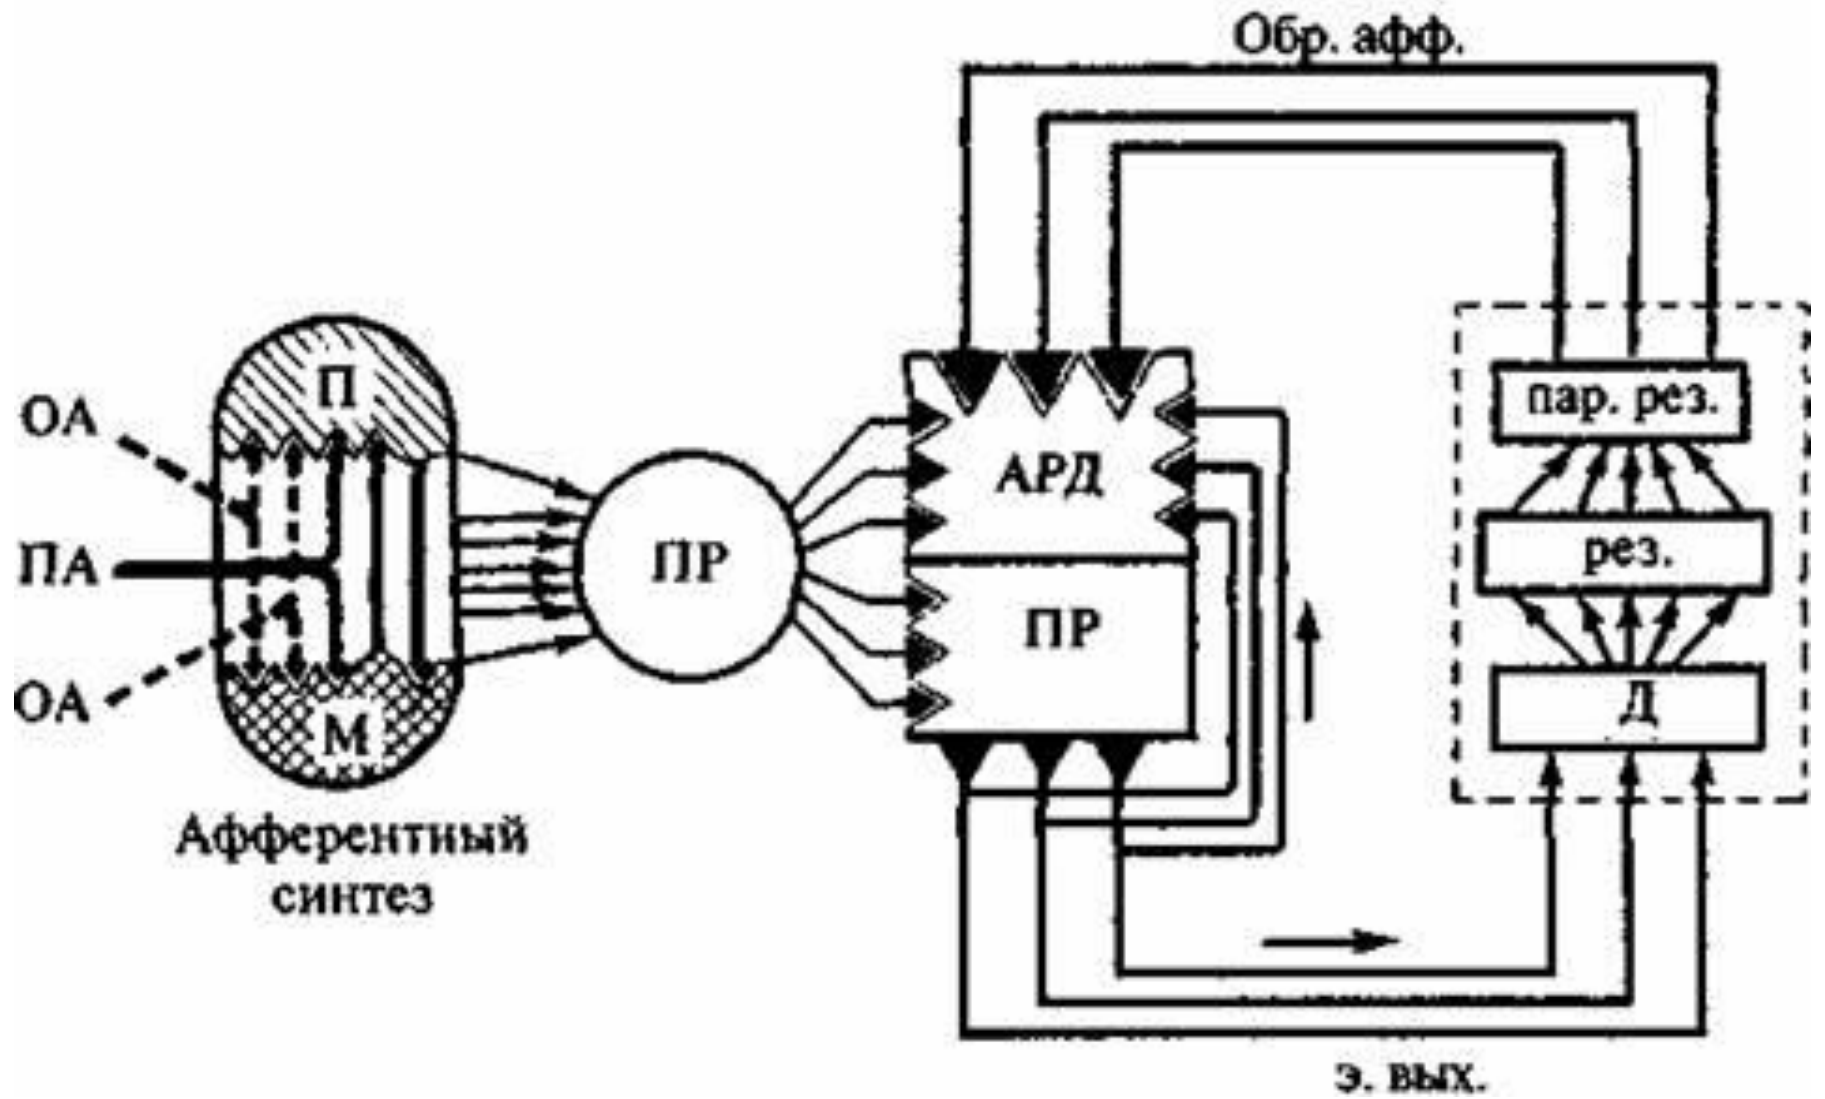 Обр. афф.
П
ОА
ПА
ОА
М
Афферентный
синтез
ПР
АРД
ПР
пар. рез.
рез.
Д
э. вых.